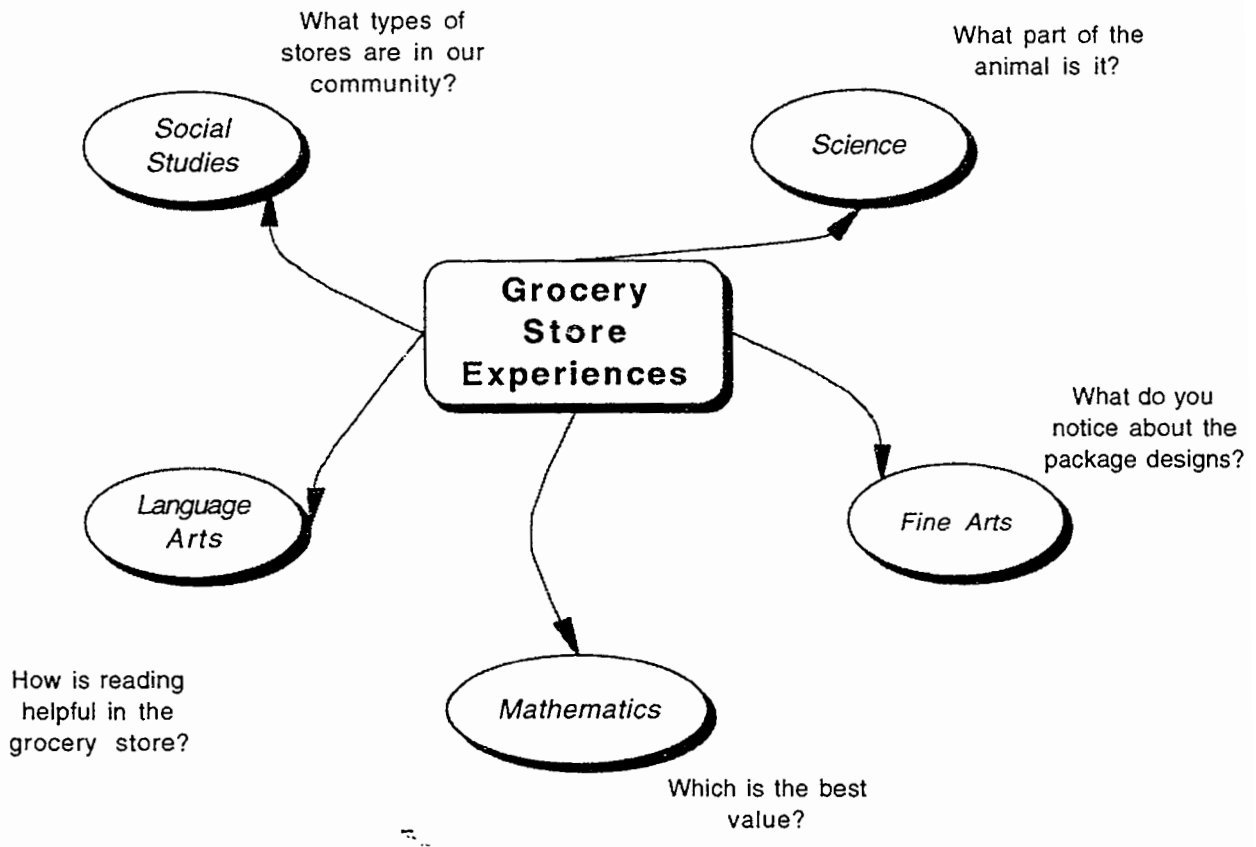 What types of
stores are in our
community?
What part of the
animal is it?
Social
Studies
Science
Grocery
Store
Experiences
What do you
notice about the
package designs?
Language
Arts
Fine Arts
How is reading
helpful in the
grocery store?
Mathematics
Which is the best
value?